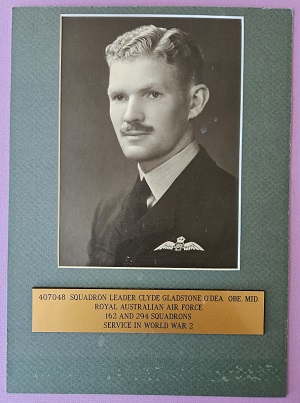 407048 SQUADRON LEADER CLYDE GLADSTONE O'DEA OBE. MID.
ROYAL AUSTRALIAN AIR FORCE
162 AND 294 SQUADRONS
SERVICE IN WORLD WAR 2